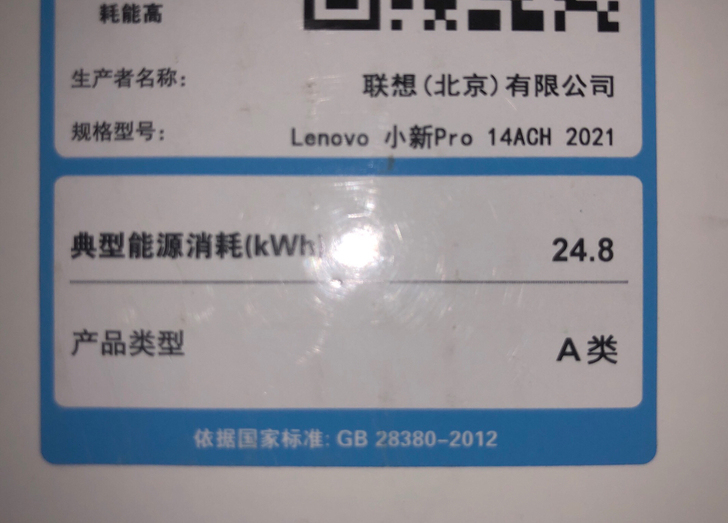 耗能高
生产者名称: 联想(北京)有限公司
规格型号: Lenovo 小新Pro 14ACH 2021
典型能源消耗(kWh) 24.8
产品类型 A类
依据国家标准: GB 28380-2012